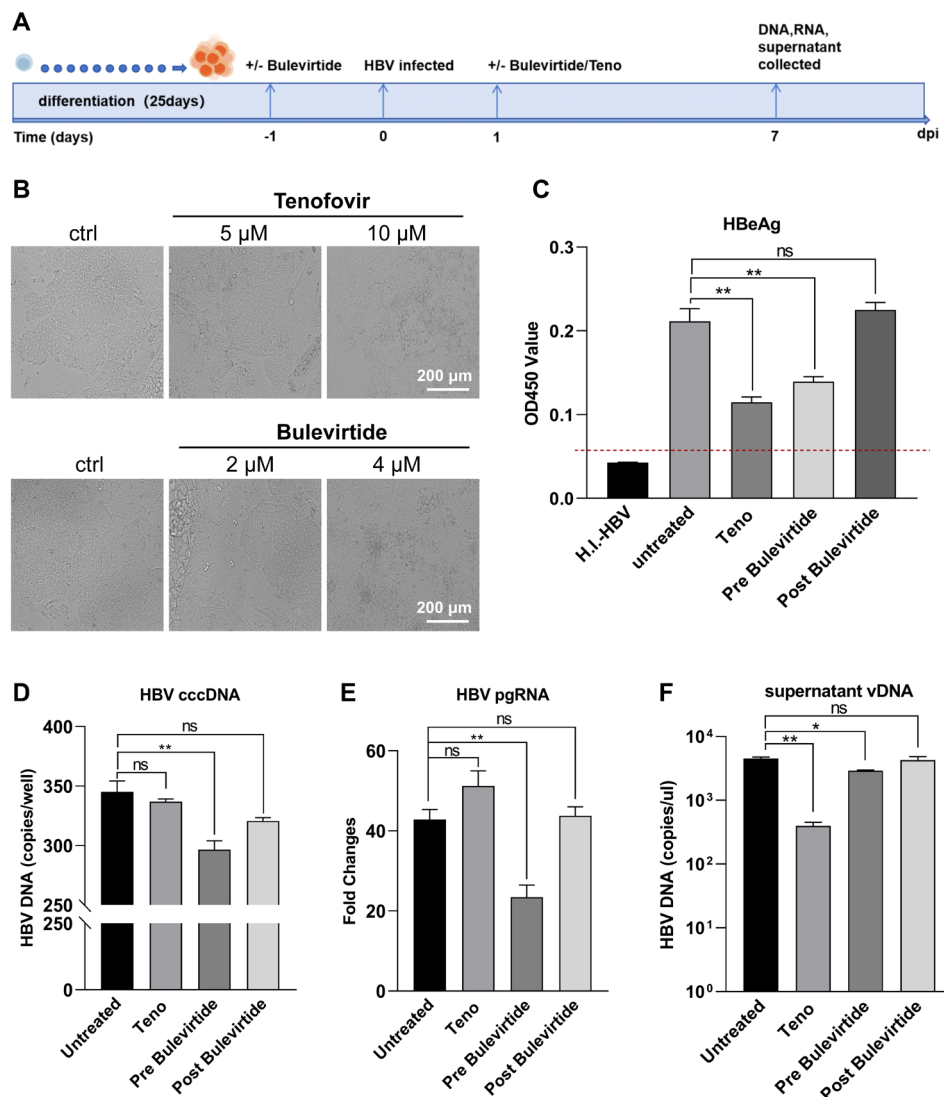 A
+/- Bulevirtide
HBV infected
+/- Bulevirtide/Teno
DNA,RNA,
supernatant
collected
differentiation (25days)
Time (days)
-1
0
1
7
dpi
B
Tenofovir
ctrl
5 μM
10 μM
200 μm
Bulevirtide
ctrl
2 μM
4 μM
200 μm
C
HBeAg
OD450 Value
0.3
0.2
0.1
0.0
ns
**
**
H.I.-HBV
untreated
Teno
Pre Bulevirtide
Post Bulevirtide
D
HBV cccDNA
HBV DNA (copies/well)
400
350
300
250
250
0
ns
**
ns
Untreated
Teno
Pre Bulevirtide
Post Bulevirtide
E
HBV pgRNA
Fold Changes
60
40
20
0
ns
**
ns
Untreated
Teno
Pre Bulevirtide
Post Bulevirtide
F
supernatant vDNA
HBV DNA (copies/ul)
10⁴
10³
10²
10¹
10⁰
ns
*
**
Untreated
Teno
Pre Bulevirtide
Post Bulevirtide